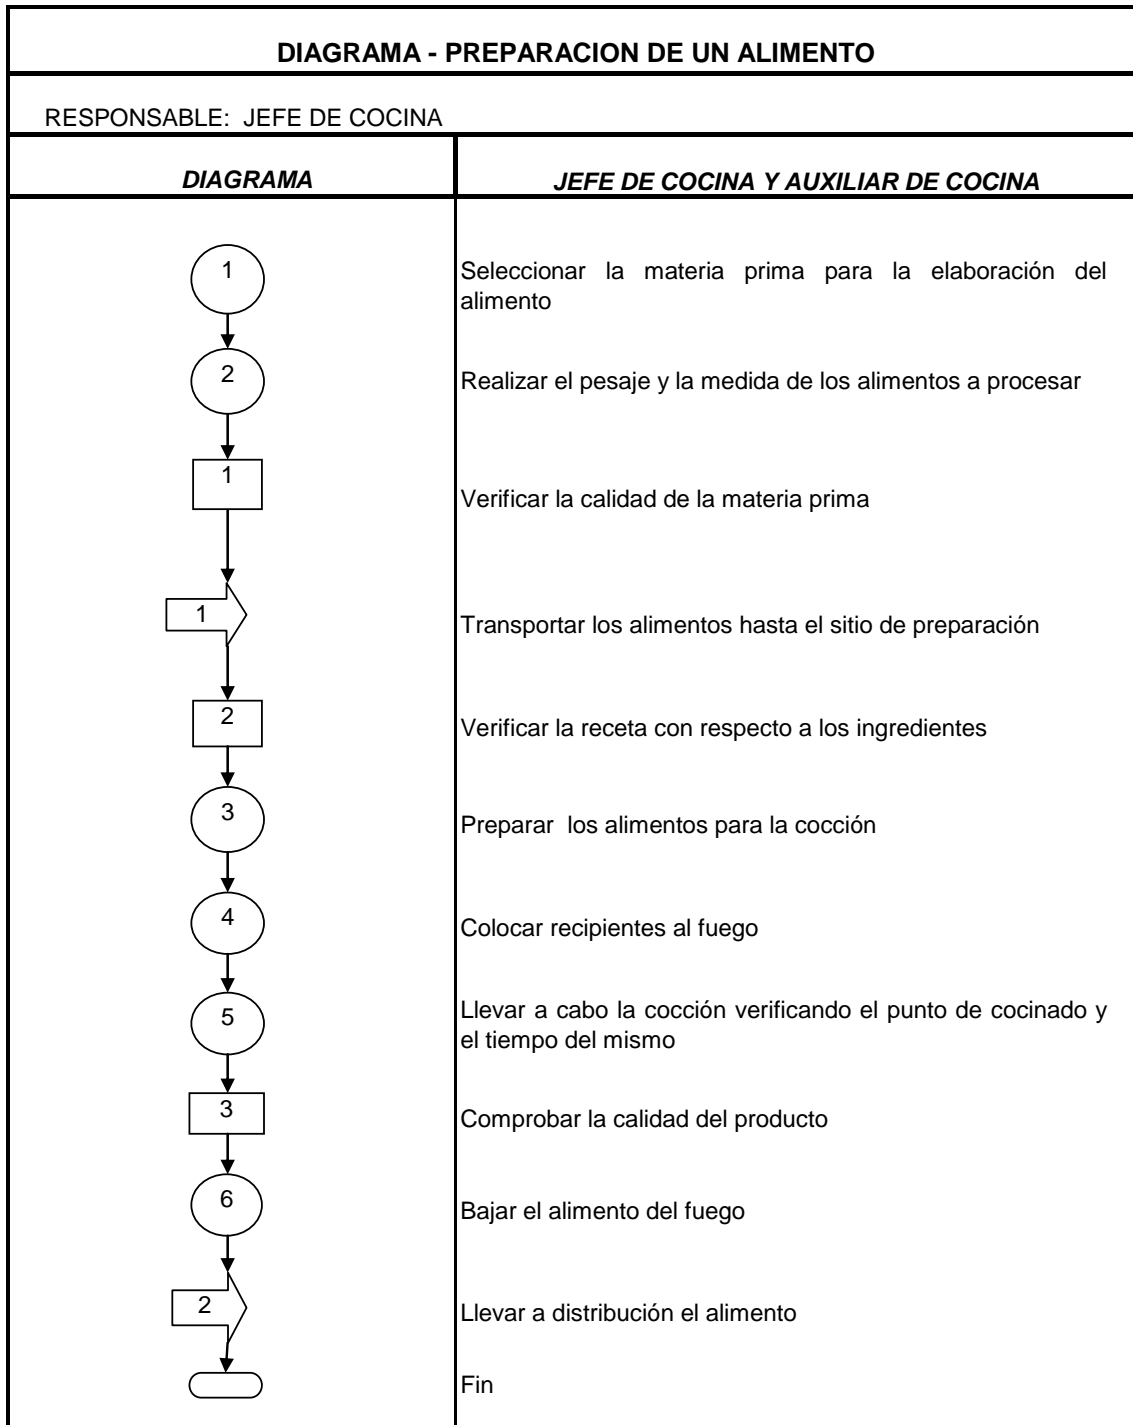 DIAGRAMA - PREPARACION DE UN ALIMENTO
RESPONSABLE: JEFE DE COCINA
DIAGRAMA
JEFE DE COCINA Y AUXILIAR DE COCINA
1
Seleccionar la materia prima para la elaboración del
alimento
2
Realizar el pesaje y la medida de los alimentos a procesar
1
Verificar la calidad de la materia prima
1
Transportar los alimentos hasta el sitio de preparación
2
Verificar la receta con respecto a los ingredientes
3
Preparar los alimentos para la cocción
4
Colocar recipientes al fuego
5
Llevar a cabo la cocción verificando el punto de cocinado y
el tiempo del mismo
3
Comprobar la calidad del producto
6
Bajar el alimento del fuego
2
Llevar a distribución el alimento
Fin